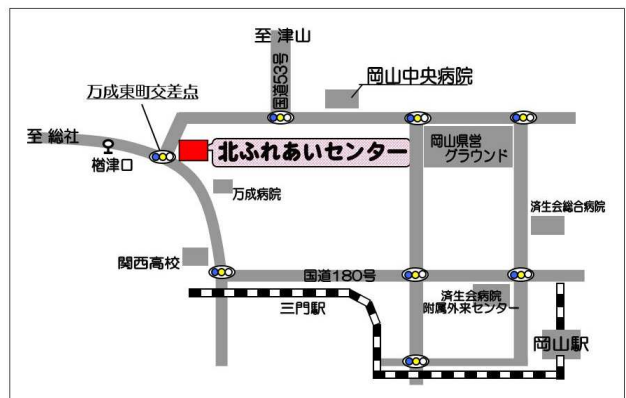 至 津山
国道53号
岡山中央病院
万成東町交差点
至 総社
楢津口
北ふれあいセンター
岡山県営
グラウンド
万成病院
済生会総合病院
関西高校
国道180号
三門駅
済生会病院
附属外来センター
岡山駅